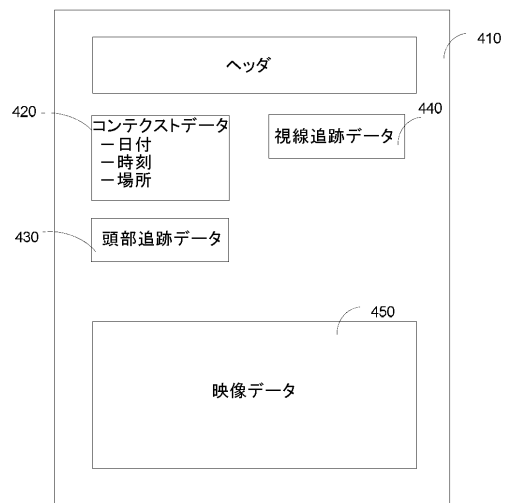 ヘッダ
410
420
コンテクストデータ
ー日付
ー時刻
ー場所
440
視線追跡データ
430
頭部追跡データ
450
映像データ